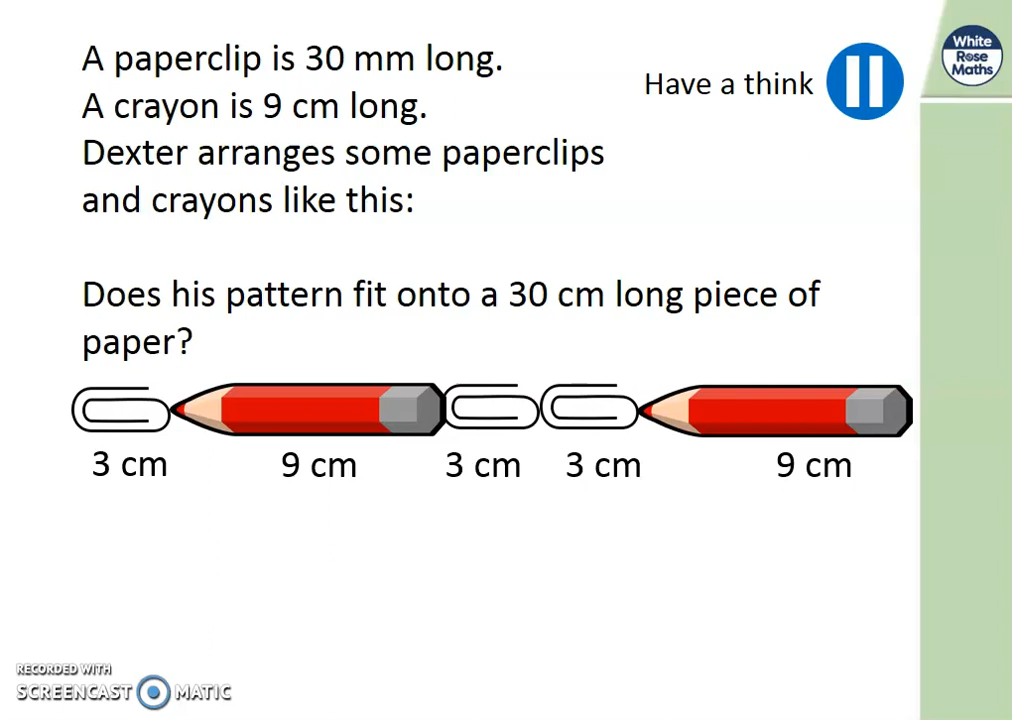 A paperclip is 30 mm long.
Have a think
White
Rose
Maths
A crayon is 9 cm long.
Dexter arranges some paperclips
and crayons like this:
Does his pattern fit onto a 30 cm long piece of
paper?
3 cm 9 cm 3 cm 3 cm 9 cm
RECORDED WITH
SCREENCAST MATIC